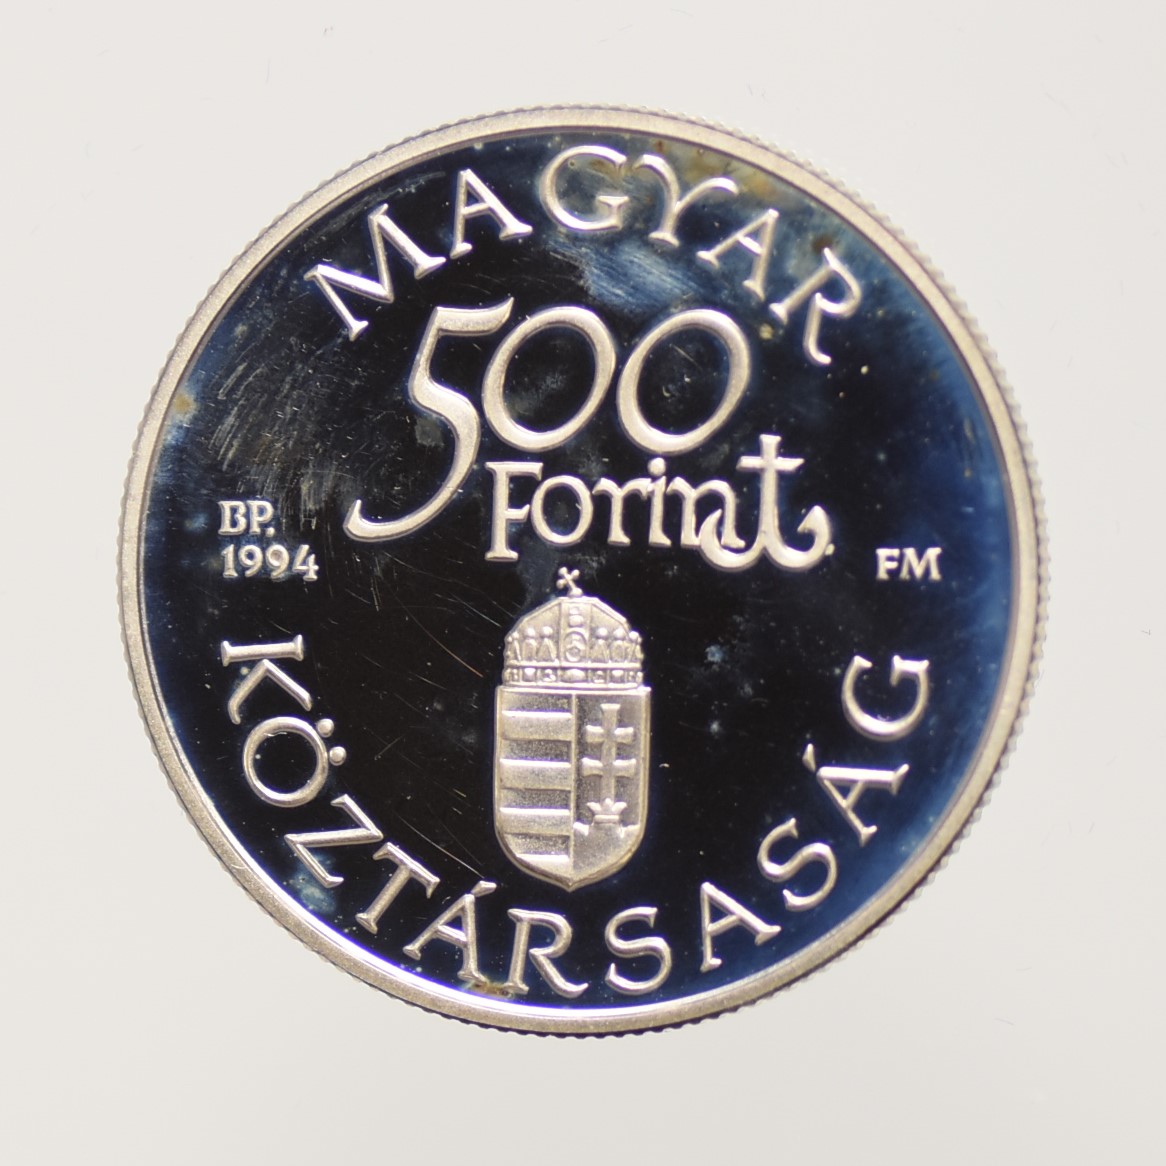 MAGYAR
500
Forint
BP.
1994
FM
KÖZTÁRSASÁG